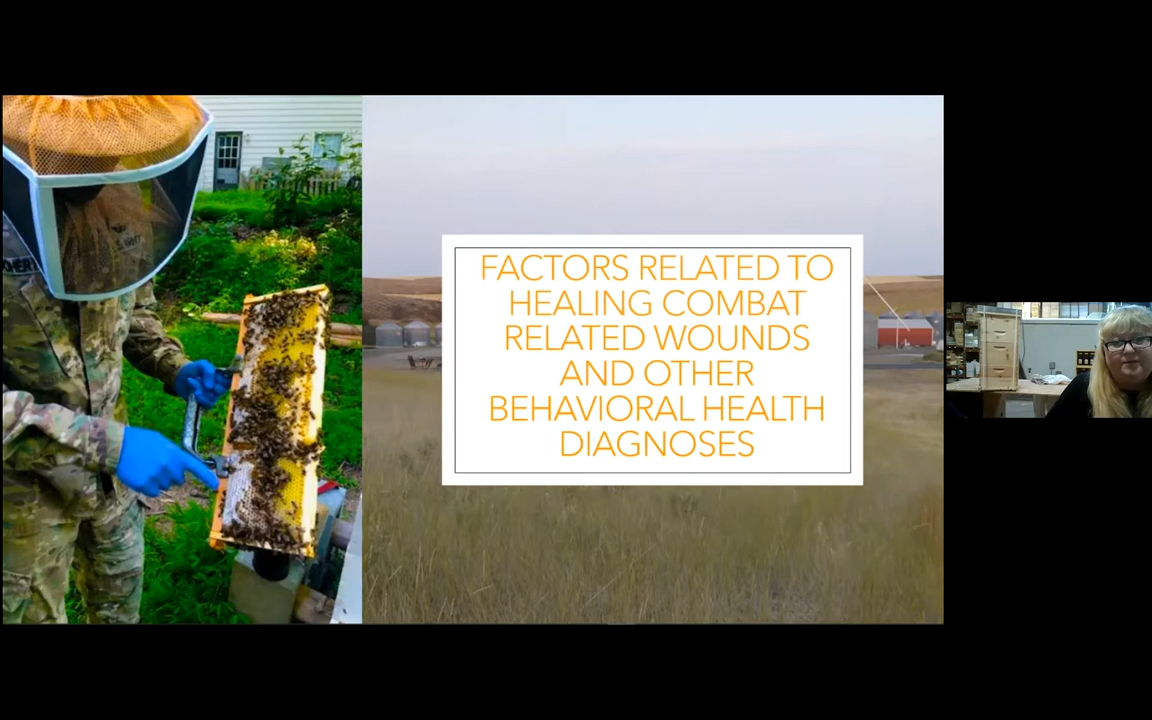 FACTORS RELATED TO
HEALING COMBAT
RELATED WOUNDS
AND OTHER
BEHAVIORAL HEALTH
DIAGNOSES